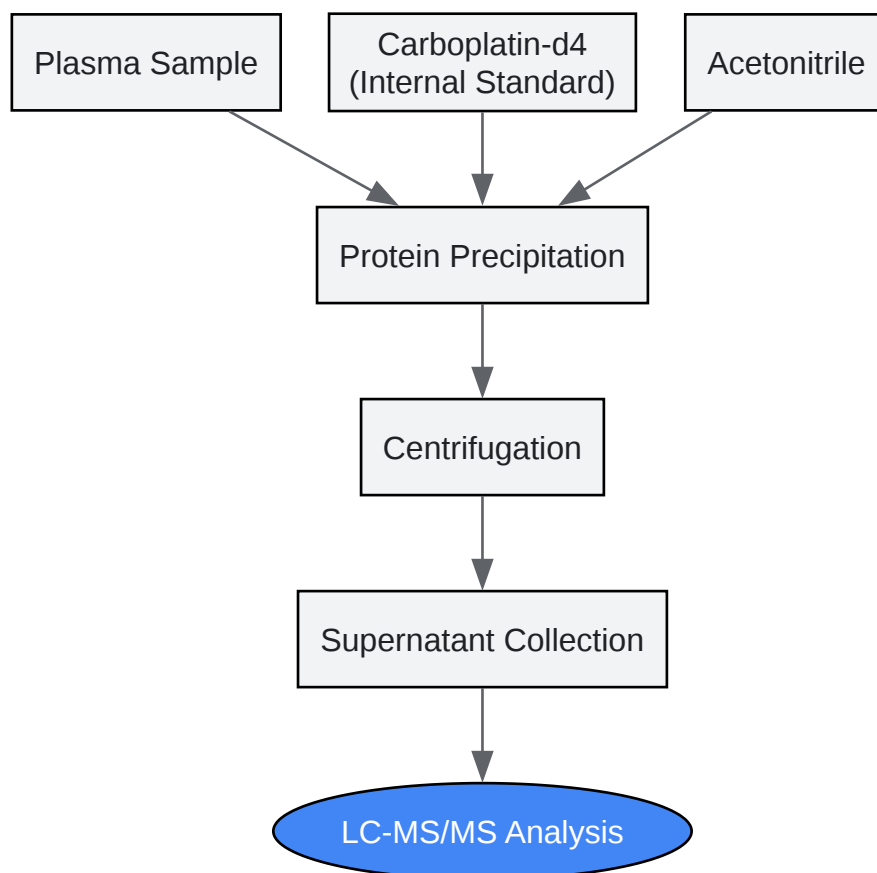 Plasma Sample
Carboplatin-d4
(Internal Standard)
Acetonitrile
Protein Precipitation
Centrifugation
Supernatant Collection
LC-MS/MS Analysis